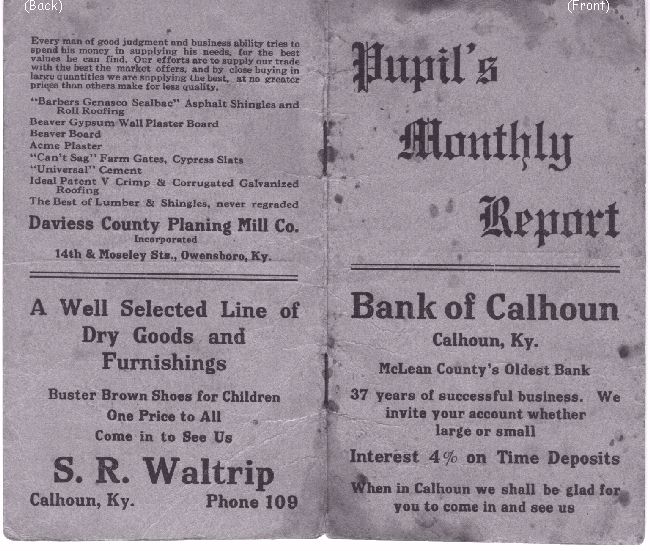 (Back)
Every man of good judgment and business ability tries to
spend his money in supplying his needs, for the best
values he can find. Our efforts are to supply our trade
with the best the market offers, and by close buying in
large quantities we are supplying the best, at no greater
prices than others make for less quality.
"Barbers Genasco Sealbac" Asphalt Shingles and
Roll Roofing
Beaver Gypsum Wall Plaster Board
Beaver Board
Acme Plaster
"Can't Sag" Farm Gates, Cypress Slats
"Universal" Cement
Ideal Patent V Crimp & Corrugated Galvanized
Roofing
The Best of Lumber & Shingles, never regraded
Daviess County Planing Mill Co.
Incorporated
14th & Moseley Sts., Owensboro, Ky.
A Well Selected Line of
Dry Goods and
Furnishings
Buster Brown Shoes for Children
One Price to All
Come in to See Us
S. R. Waltrip
Calhoun, Ky. Phone 109
(Front)
Pupil's
Monthly
Report
Bank of Calhoun
Calhoun, Ky.
McLean County's Oldest Bank
37 years of successful business. We
invite your account whether
large or small
Interest 4% on Time Deposits
When in Calhoun we shall be glad for
you to come in and see us